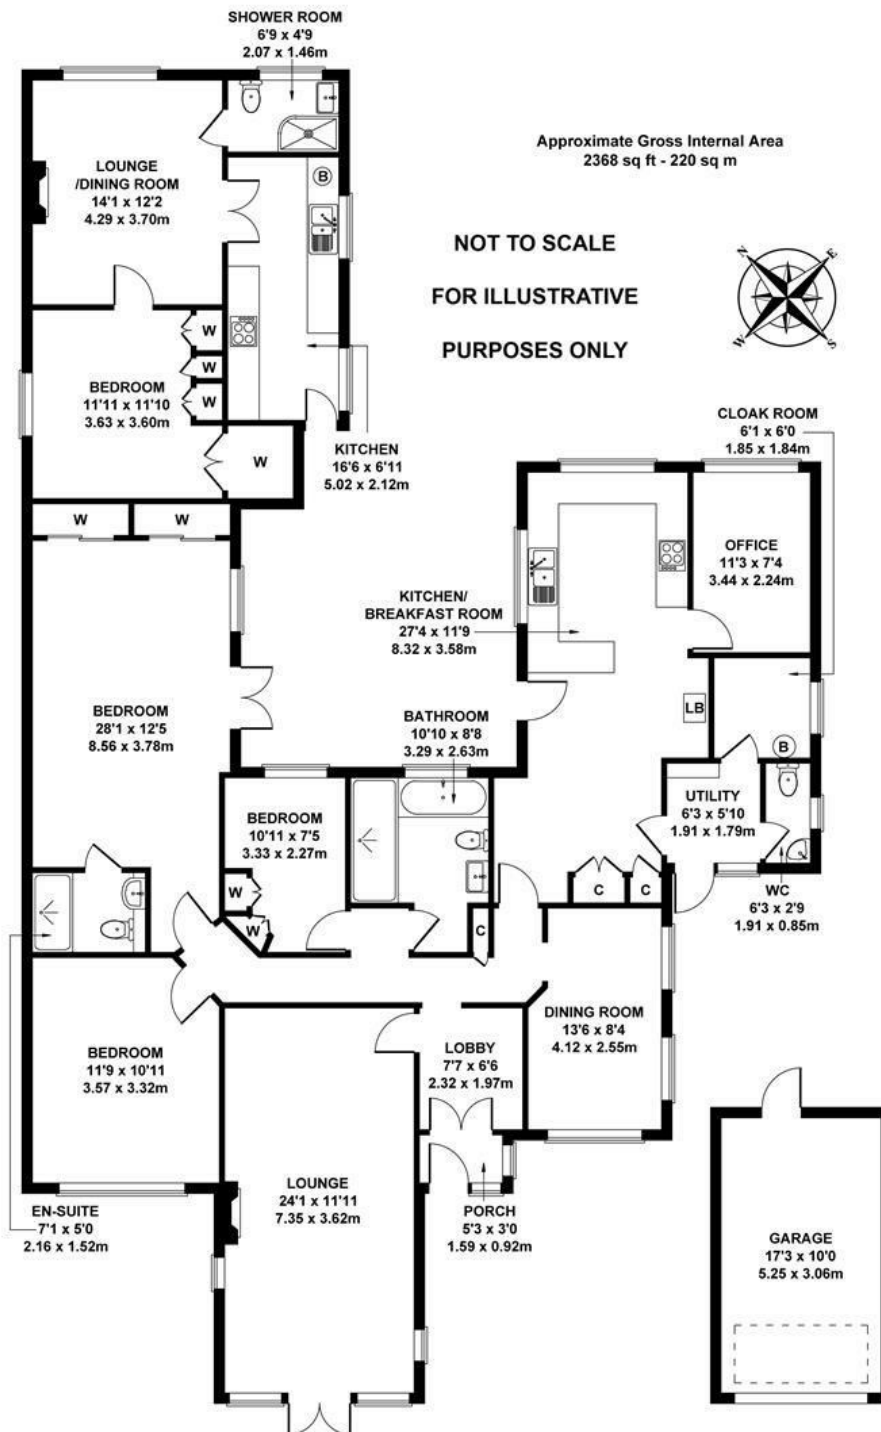 SHOWER ROOM
6'9 x 4'9
2.07 x 1.46m
Approximate Gross Internal Area
2368 sq ft - 220 sq m
LOUNGE
/DINING ROOM
14'1 x 12'2
4.29 x 3.70m
B
NOT TO SCALE
FOR ILLUSTRATIVE
PURPOSES ONLY
N
E
W
S
W
W
W
BEDROOM
11'11 x 11'10
3.63 x 3.60m
W
KITCHEN
16'6 x 6'11
5.02 x 2.12m
CLOAK ROOM
6'1 x 6'0
1.85 x 1.84m
W
W
OFFICE
11'3 x 7'4
3.44 x 2.24m
KITCHEN/
BREAKFAST ROOM
27'4 x 11'9
8.32 x 3.58m
BEDROOM
28'1 x 12'5
8.56 x 3.78m
LB
BATHROOM
10'10 x 8'8
3.29 x 2.63m
B
BEDROOM
10'11 x 7'5
3.33 x 2.27m
UTILITY
6'3 x 5'10
1.91 x 1.79m
W
W
C
C
C
WC
6'3 x 2'9
1.91 x 0.85m
DINING ROOM
13'6 x 8'4
4.12 x 2.55m
LOBBY
7'7 x 6'6
2.32 x 1.97m
BEDROOM
11'9 x 10'11
3.57 x 3.32m
LOUNGE
24'1 x 11'11
7.35 x 3.62m
EN-SUITE
7'1 x 5'0
2.16 x 1.52m
PORCH
5'3 x 3'0
1.59 x 0.92m
GARAGE
17'3 x 10'0
5.25 x 3.06m